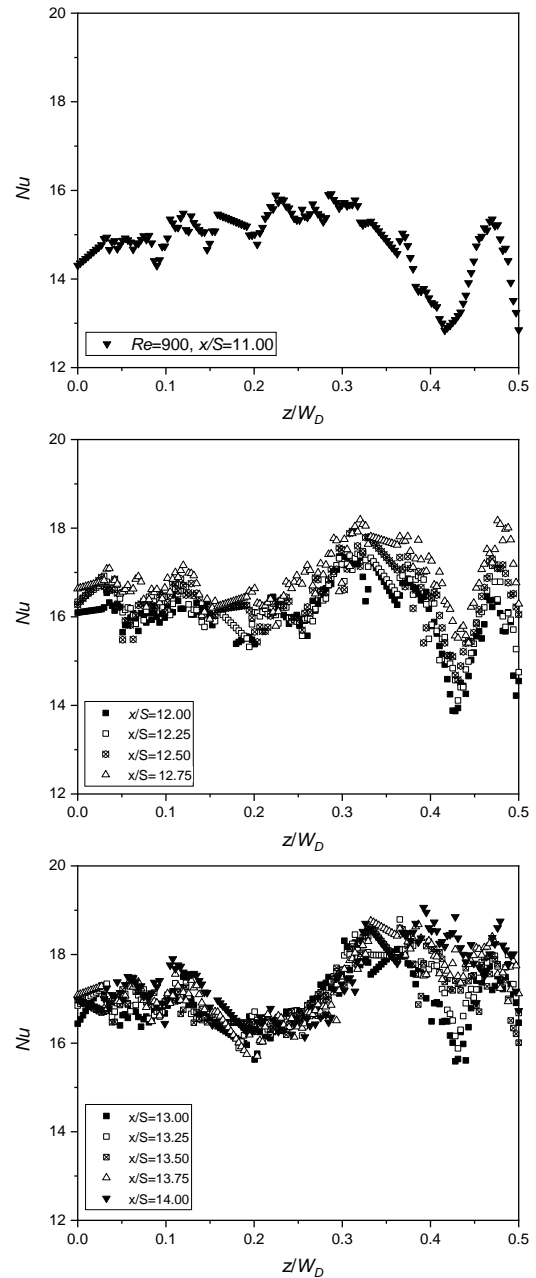 20
18
16
14
12
Nu
Re=900, x/S=11.00
0.0 0.1 0.2 0.3 0.4 0.5
z/W_D
20
18
16
14
12
Nu
x/S=12.00
x/S=12.25
x/S=12.50
x/S= 12.75
0.0 0.1 0.2 0.3 0.4 0.5
z/W_D
20
18
16
14
12
Nu
x/S=13.00
x/S=13.25
x/S=13.50
x/S=13.75
x/S=14.00
0.0 0.1 0.2 0.3 0.4 0.5
z/W_D